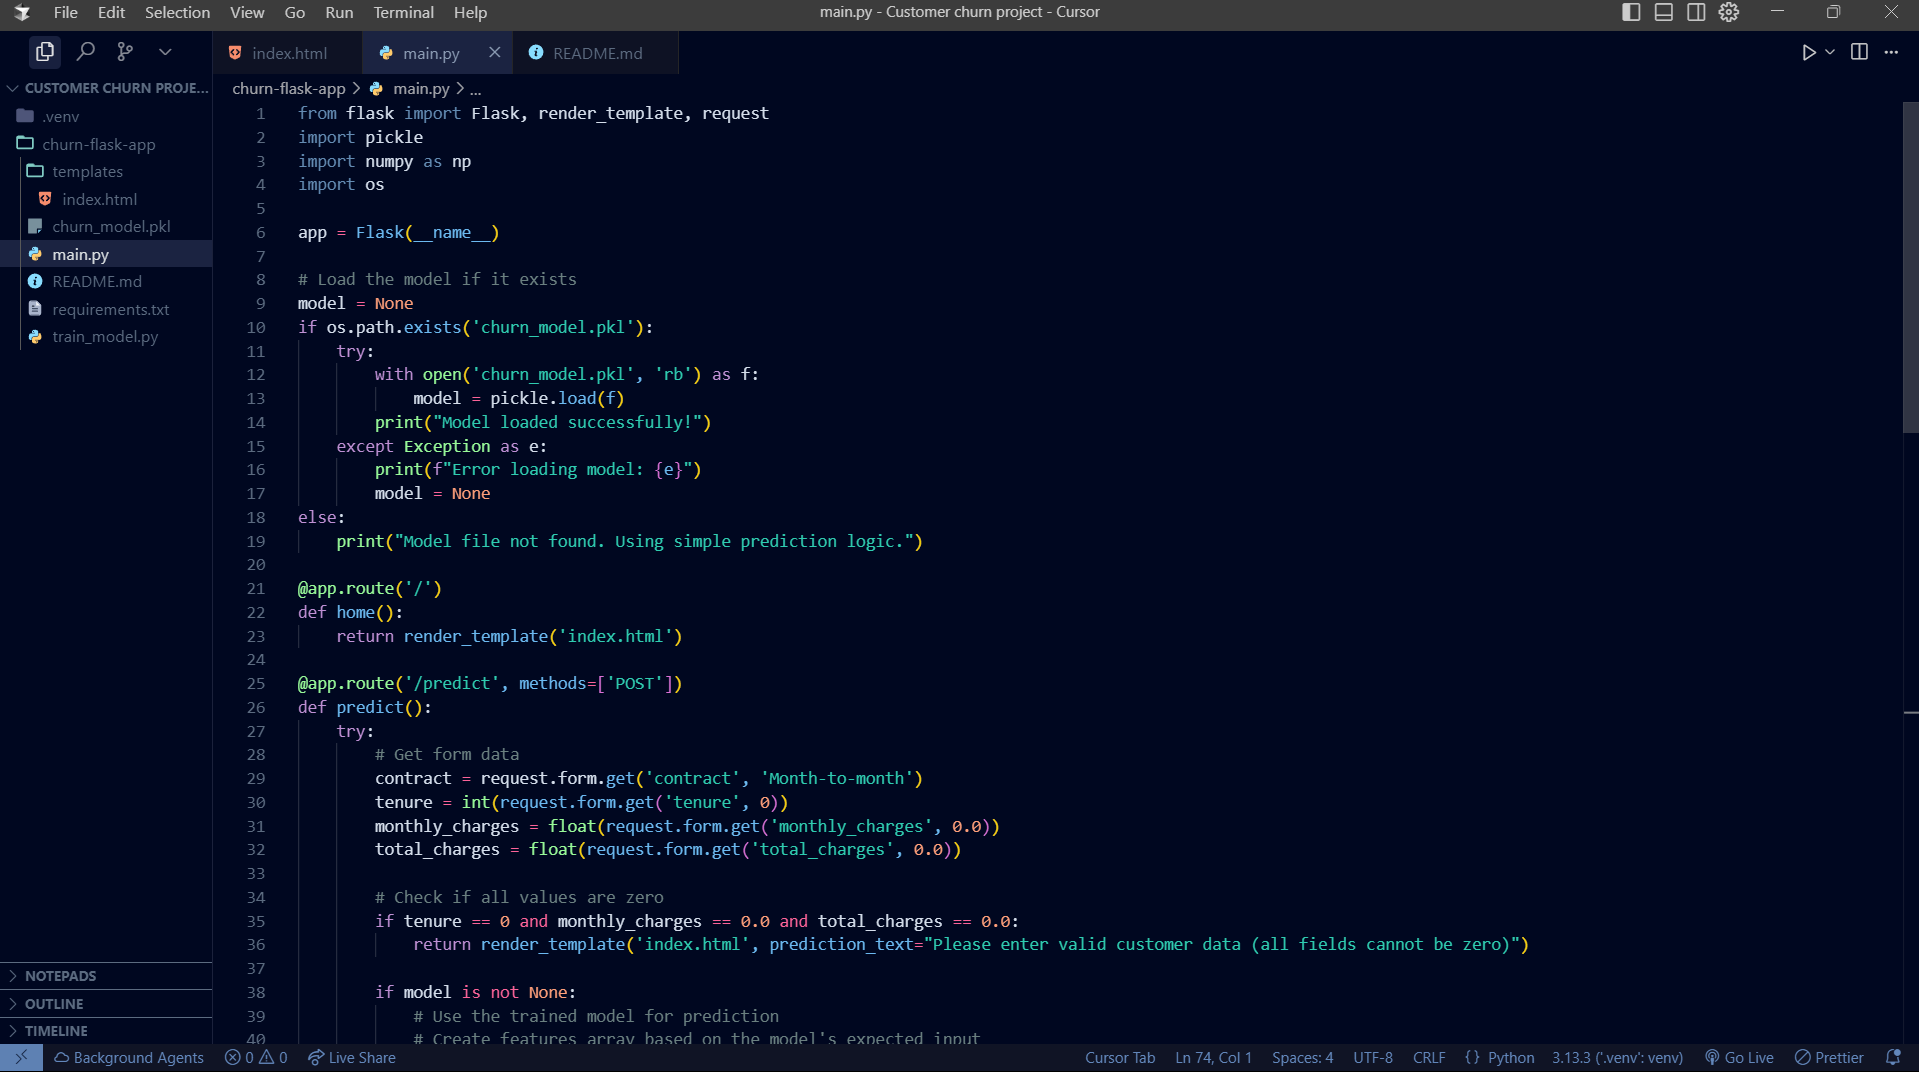 File Edit Selection View Go Run Terminal Help
main.py - Customer churn project - Cursor
index.html
main.py
README.md
CUSTOMER CHURN PROJE...
.venv
churn-flask-app
templates
index.html
churn_model.pkl
main.py
README.md
requirements.txt
train_model.py
NOTEPADS
OUTLINE
TIMELINE
churn-flask-app > main.py > ...
1 from flask import Flask, render_template, request
2 import pickle
3 import numpy as np
4 import os
5
6 app = Flask(__name__)
7
8 # Load the model if it exists
9 model = None
10 if os.path.exists('churn_model.pkl'):
11     try:
12         with open('churn_model.pkl', 'rb') as f:
13             model = pickle.load(f)
14         print("Model loaded successfully!")
15     except Exception as e:
16         print(f"Error loading model: {e}")
17         model = None
18 else:
19     print("Model file not found. Using simple prediction logic.")
20
21 @app.route('/')
22 def home():
23     return render_template('index.html')
24
25 @app.route('/predict', methods=['POST'])
26 def predict():
27     try:
28         # Get form data
29         contract = request.form.get('contract', 'Month-to-month')
30         tenure = int(request.form.get('tenure', 0))
31         monthly_charges = float(request.form.get('monthly_charges', 0.0))
32         total_charges = float(request.form.get('total_charges', 0.0))
33
34         # Check if all values are zero
35         if tenure == 0 and monthly_charges == 0.0 and total_charges == 0.0:
36             return render_template('index.html', prediction_text="Please enter valid customer data (all fields cannot be zero)")
37
38         if model is not None:
39             # Use the trained model for prediction
40             # Create features array based on the model's expected input
Background Agents 0 0 Live Share
Cursor Tab Ln 74, Col 1 Spaces: 4 UTF-8 CRLF {} Python 3.13.3 ('.venv': venv) Go Live Prettier